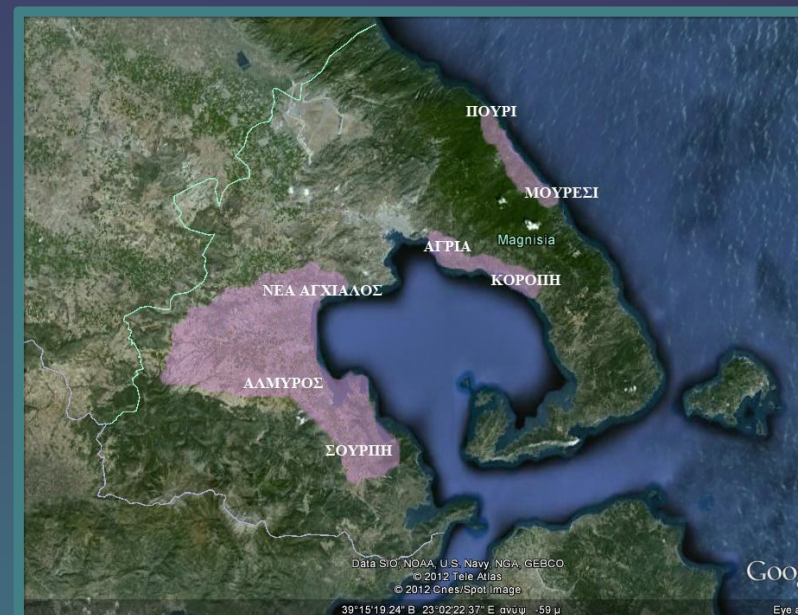 ΠΟΥΡΙ
ΜΟΥΡΕΣΙ
Magnisia
ΑΓΡΙΑ
ΚΟΡΟΠΗ
ΝΕΑ ΑΓΧΙΑΛΟΣ
ΑΛΜΥΡΟΣ
ΣΟΥΡΠΗ
Data SIO, NOAA, U.S. Navy, NGA, GEBCO
© 2012 Tele Atlas
© 2012 Cnes/Spot Image
Goo
39°15'19.24" Β 23°02'22.37" Ε ανύψ -59 μ
Eye